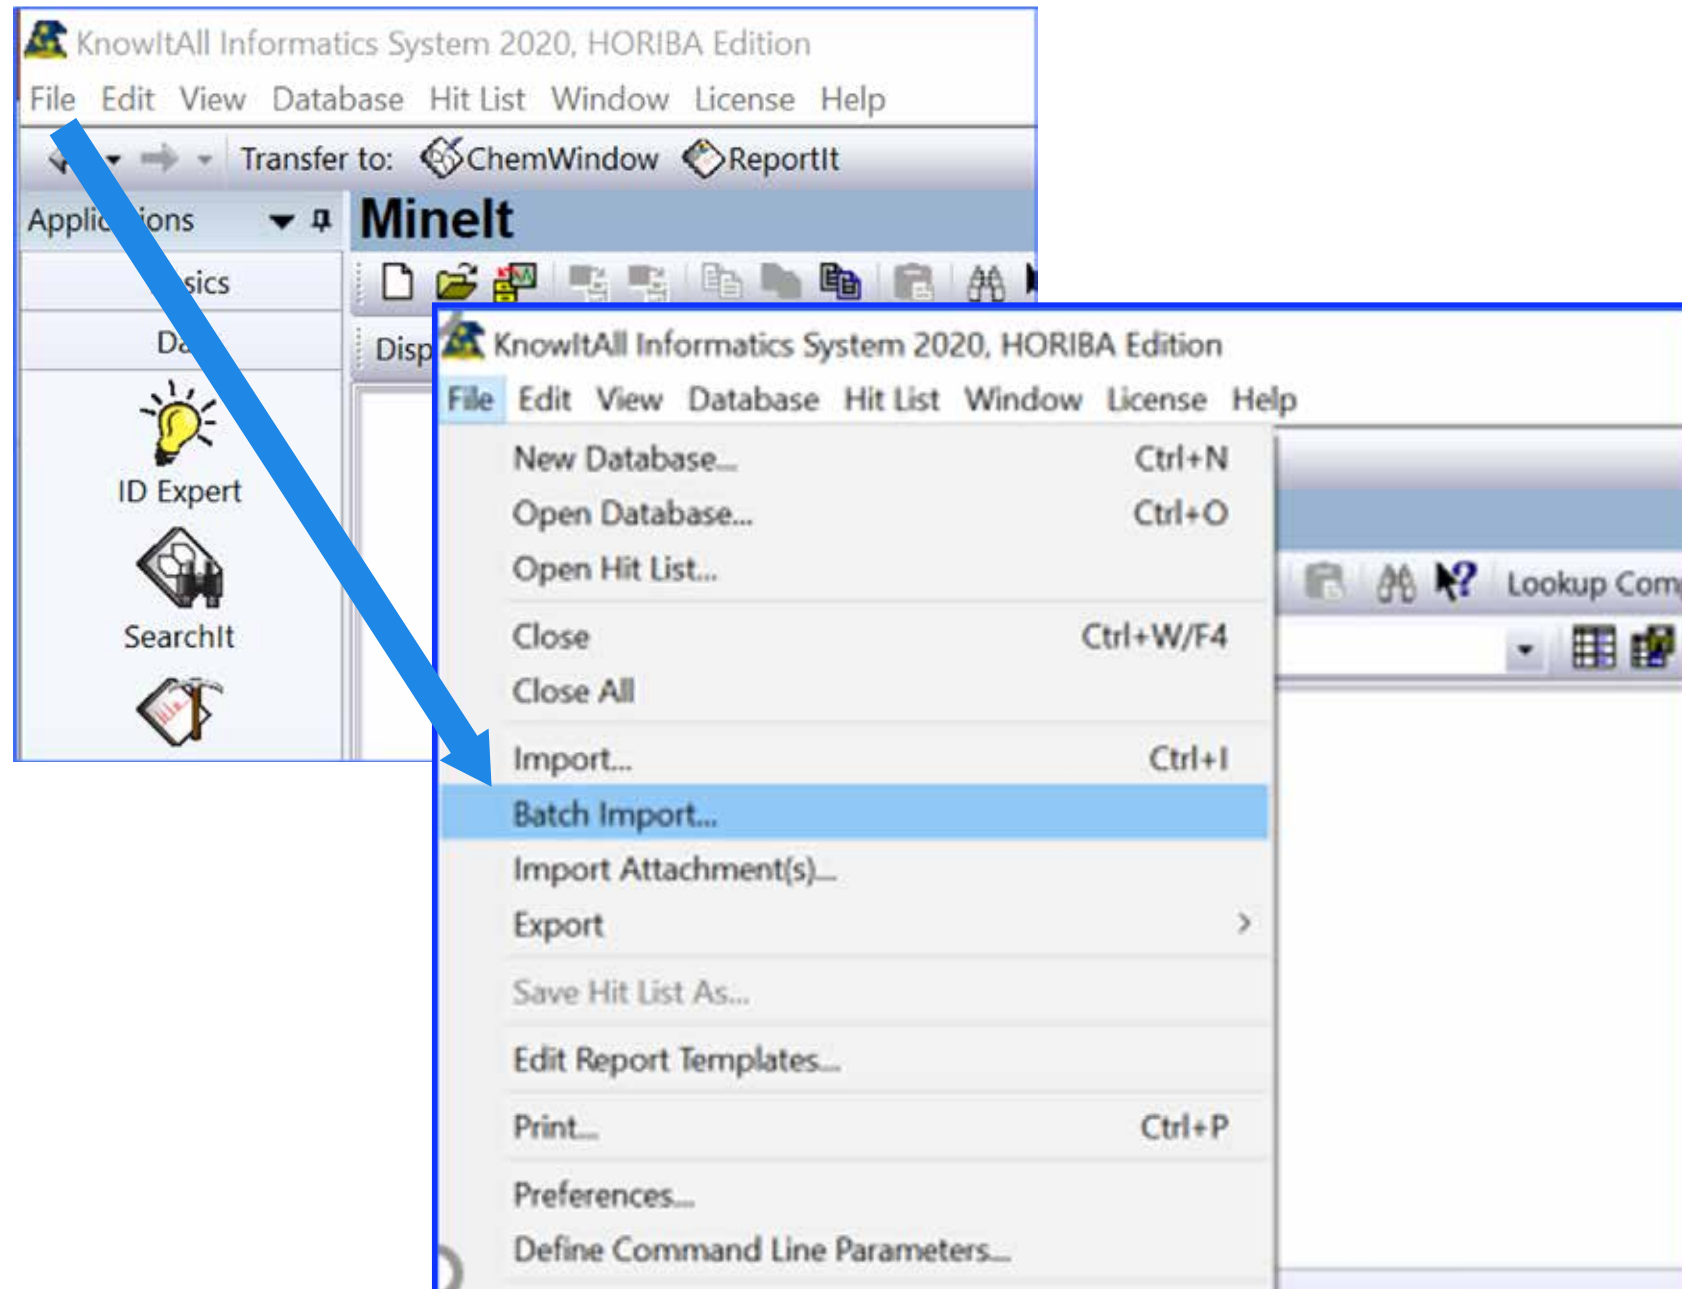 KnowItAll Informatics System 2020, HORIBA Edition
File Edit View Database Hit List Window License Help
Transfer to: ChemWindow ReportIt
Applications
MineIt
sics
Da
Disp
ID Expert
SearchIt
KnowItAll Informatics System 2020, HORIBA Edition
File Edit View Database Hit List Window License Help
New Database... Ctrl+N
Open Database... Ctrl+O
Open Hit List...
Close Ctrl+W/F4
Close All
Import... Ctrl+I
Batch Import...
Import Attachment(s)...
Export >
Save Hit List As...
Edit Report Templates...
Print... Ctrl+P
Preferences...
Define Command Line Parameters...
Lookup Com